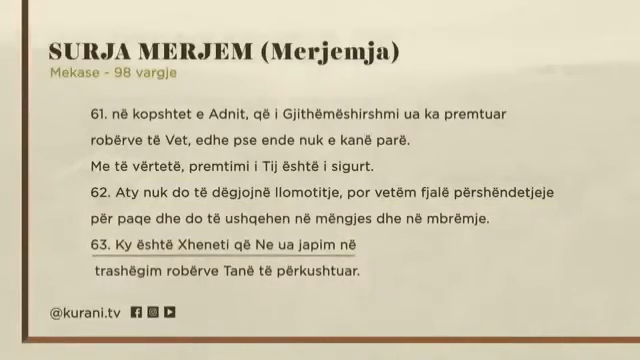 SURJA MERJEM (Merjemja)
Mekase - 98 vargje
61. në kopshtet e Adnit, që i Gjithëmëshirshmi ua ka premtuar
robërve të Vet, edhe pse ende nuk e kanë parë.
Me të vërtetë, premtimi i Tij është i sigurt.
62. Aty nuk do të dëgjojnë llomotitje, por vetëm fjalë përshëndetjeje
për paqe dhe do të ushqehen në mëngjes dhe në mbrëmje.
63. Ky është Xheneti që Ne ua japim në
trashëgim robërve Tanë të përkushtuar.
@kurani.tv